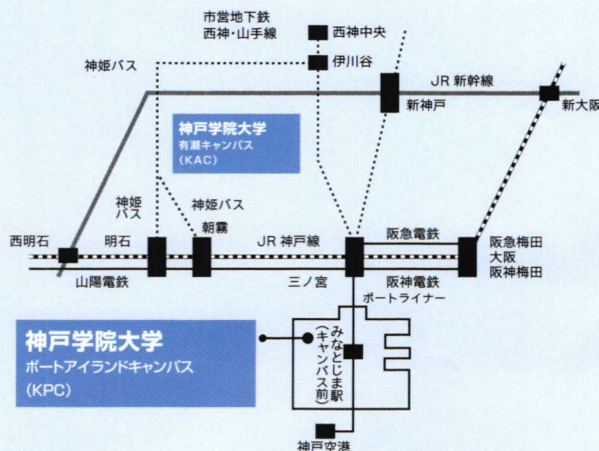 市営地下鉄
西神・山手線
西神中央
神姫バス
伊川谷
JR 新幹線
新神戸
新大阪
神戸学院大学
有瀬キャンパス
(KAC)
神姫
バス
神姫バス
朝霧
西明石
明石
JR 神戸線
阪急電鉄
阪急梅田
大阪
阪神梅田
山陽電鉄
三ノ宮
阪神電鉄
ポートライナー
神戸学院大学
ポートアイランドキャンパス
(KPC)
みなとじま駅
(キャンパス前)
神戸空港